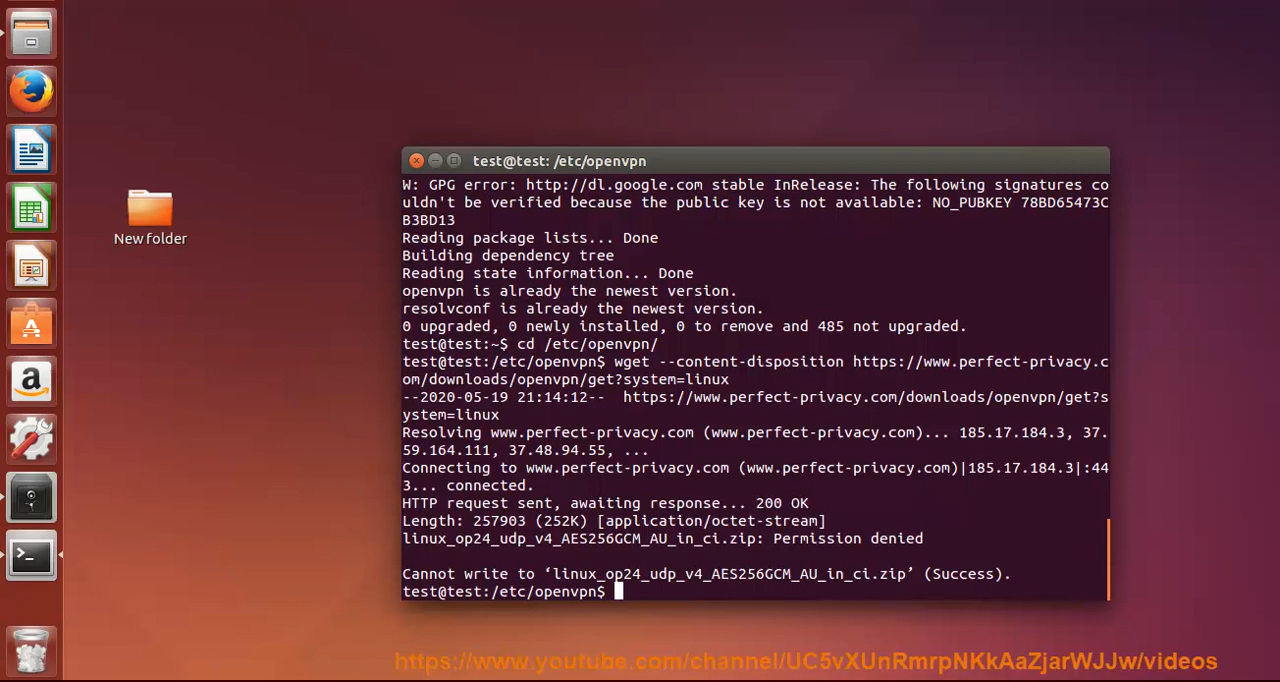 New folder
test@test: /etc/openvpn
W: GPG error: http://dl.google.com stable InRelease: The following signatures co
uldn't be verified because the public key is not available: NO_PUBKEY 78BD65473C
B3BD13
Reading package lists... Done
Building dependency tree
Reading state information... Done
openvpn is already the newest version.
resolvconf is already the newest version.
0 upgraded, 0 newly installed, 0 to remove and 485 not upgraded.
test@test:~$ cd /etc/openvpn/
test@test:/etc/openvpn$ wget --content-disposition https://www.perfect-privacy.c
om/downloads/openvpn/get?system=linux
--2020-05-19 21:14:12--  https://www.perfect-privacy.com/downloads/openvpn/get?s
ystem=linux
Resolving www.perfect-privacy.com (www.perfect-privacy.com)... 185.17.184.3, 37.
59.164.111, 37.48.94.55, ...
Connecting to www.perfect-privacy.com (www.perfect-privacy.com)|185.17.184.3|:44
3... connected.
HTTP request sent, awaiting response... 200 OK
Length: 257903 (252K) [application/octet-stream]
linux_op24_udp_v4_AES256GCM_AU_in_ci.zip: Permission denied
Cannot write to ‘linux_op24_udp_v4_AES256GCM_AU_in_ci.zip’ (Success).
test@test:/etc/openvpn$
https://www.youtube.com/channel/UC5vXUnRmrpNKkAaZjarWJJw/videos